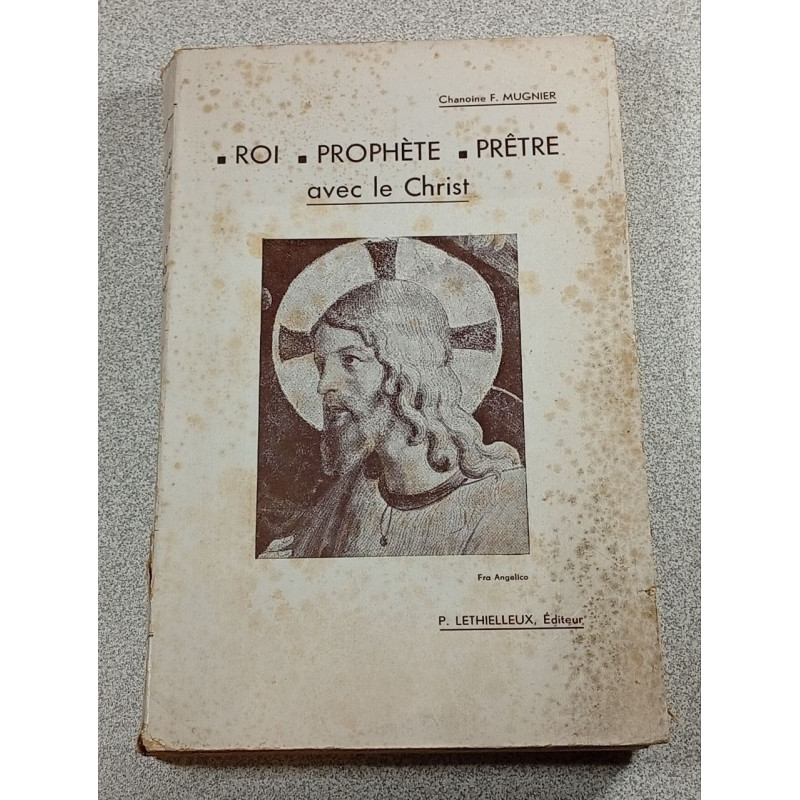 Chanoine F. MUGNIER
▪ ROI ▪ PROPHÈTE ▪ PRÊTRE
avec le Christ
Fra Angelico
P. LETHIELLEUX, Éditeur